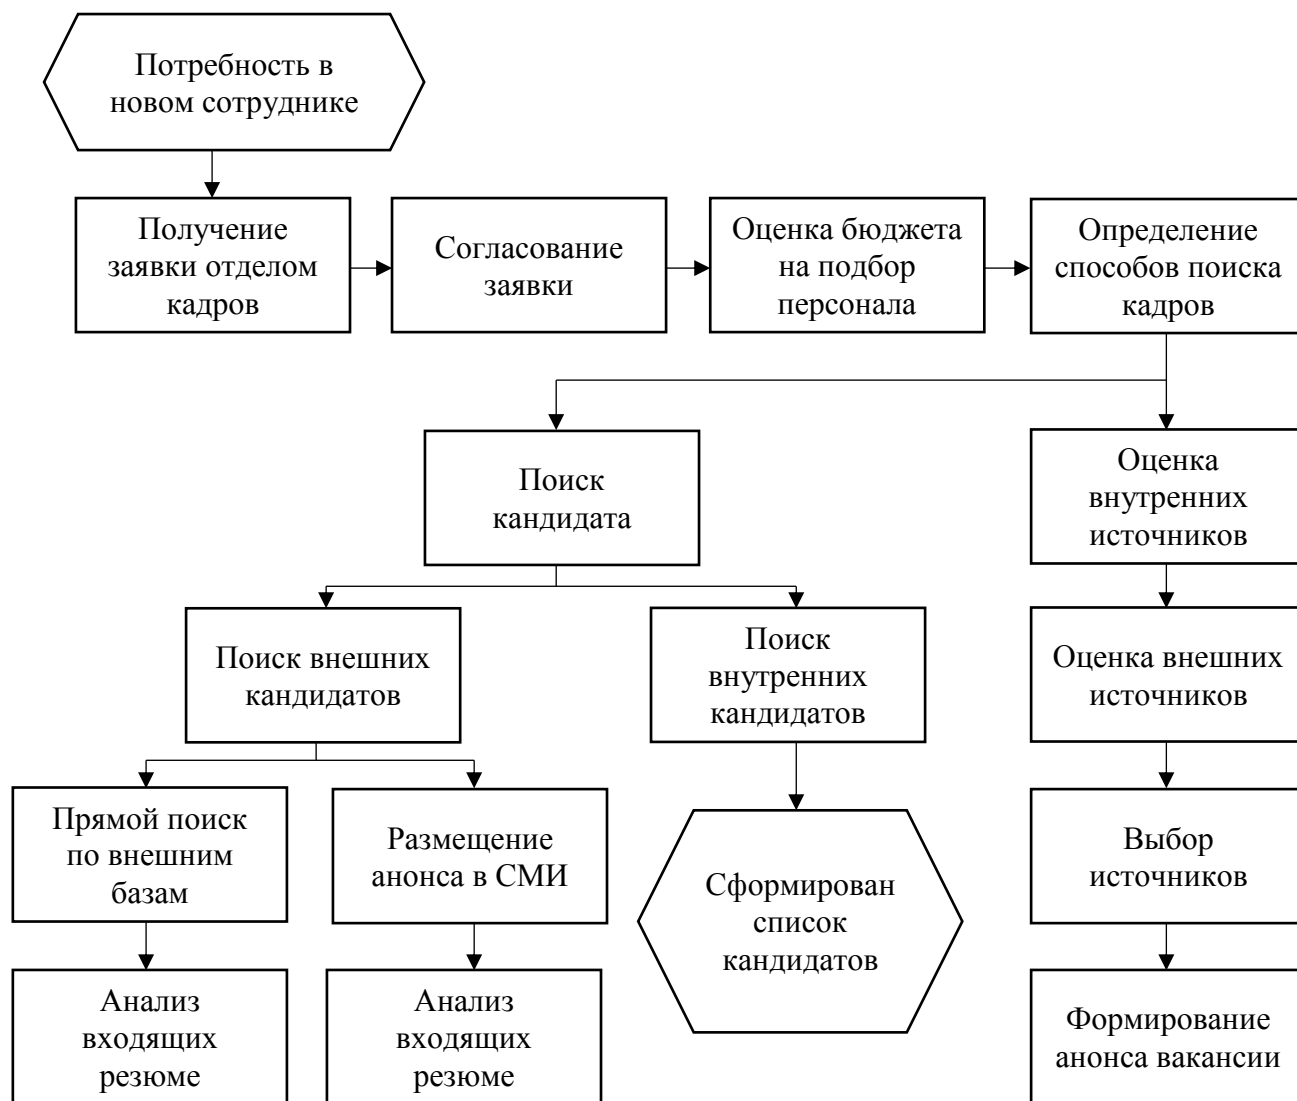 Потребность в
новом сотруднике
Получение
заявки отделом
кадров
Согласование
заявки
Оценка бюджета
на подбор
персонала
Определение
способов поиска
кадров
Поиск
кандидата
Оценка
внутренних
источников
Поиск внешних
кандидатов
Поиск
внутренних
кандидатов
Оценка внешних
источников
Прямой поиск
по внешним
базам
Размещение
анонса в СМИ
Сформирован
список
кандидатов
Выбор
источников
Анализ
входящих
резюме
Анализ
входящих
резюме
Формирование
анонса вакансии